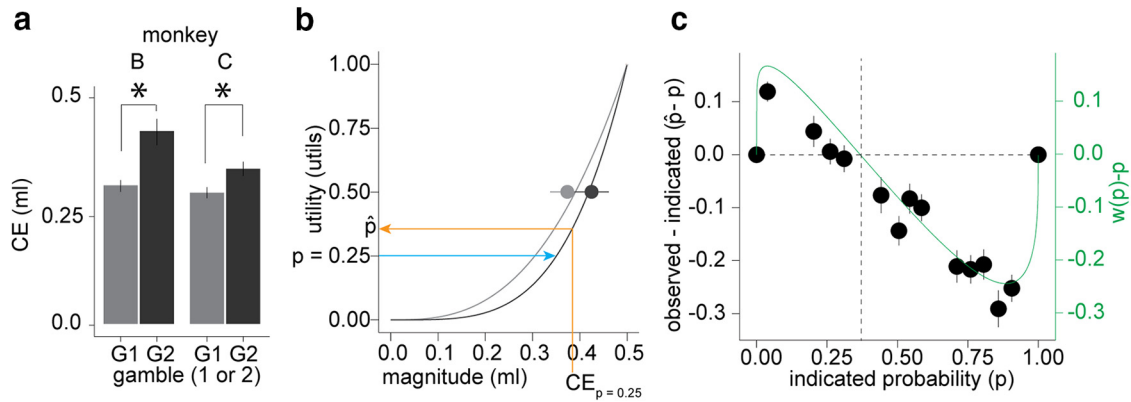 a
monkey
B C
* *
0.5
0.25
0.0
CE (ml)
G1 G2 G1 G2
gamble (1 or 2)
b
1.00
0.75
0.50
p̂
p = 0.25
0.00
utility (utils)
0.0 0.1 0.2 0.3 0.4 0.5
magnitude (ml)
CE p = 0.25
c
0.1
0.0
-0.1
-0.2
-0.3
observed - indicated (p̂- p)
0.1
0.0
-0.1
-0.2
-0.3
w(p)-p
0.00 0.25 0.50 0.75 1.00
indicated probability (p)